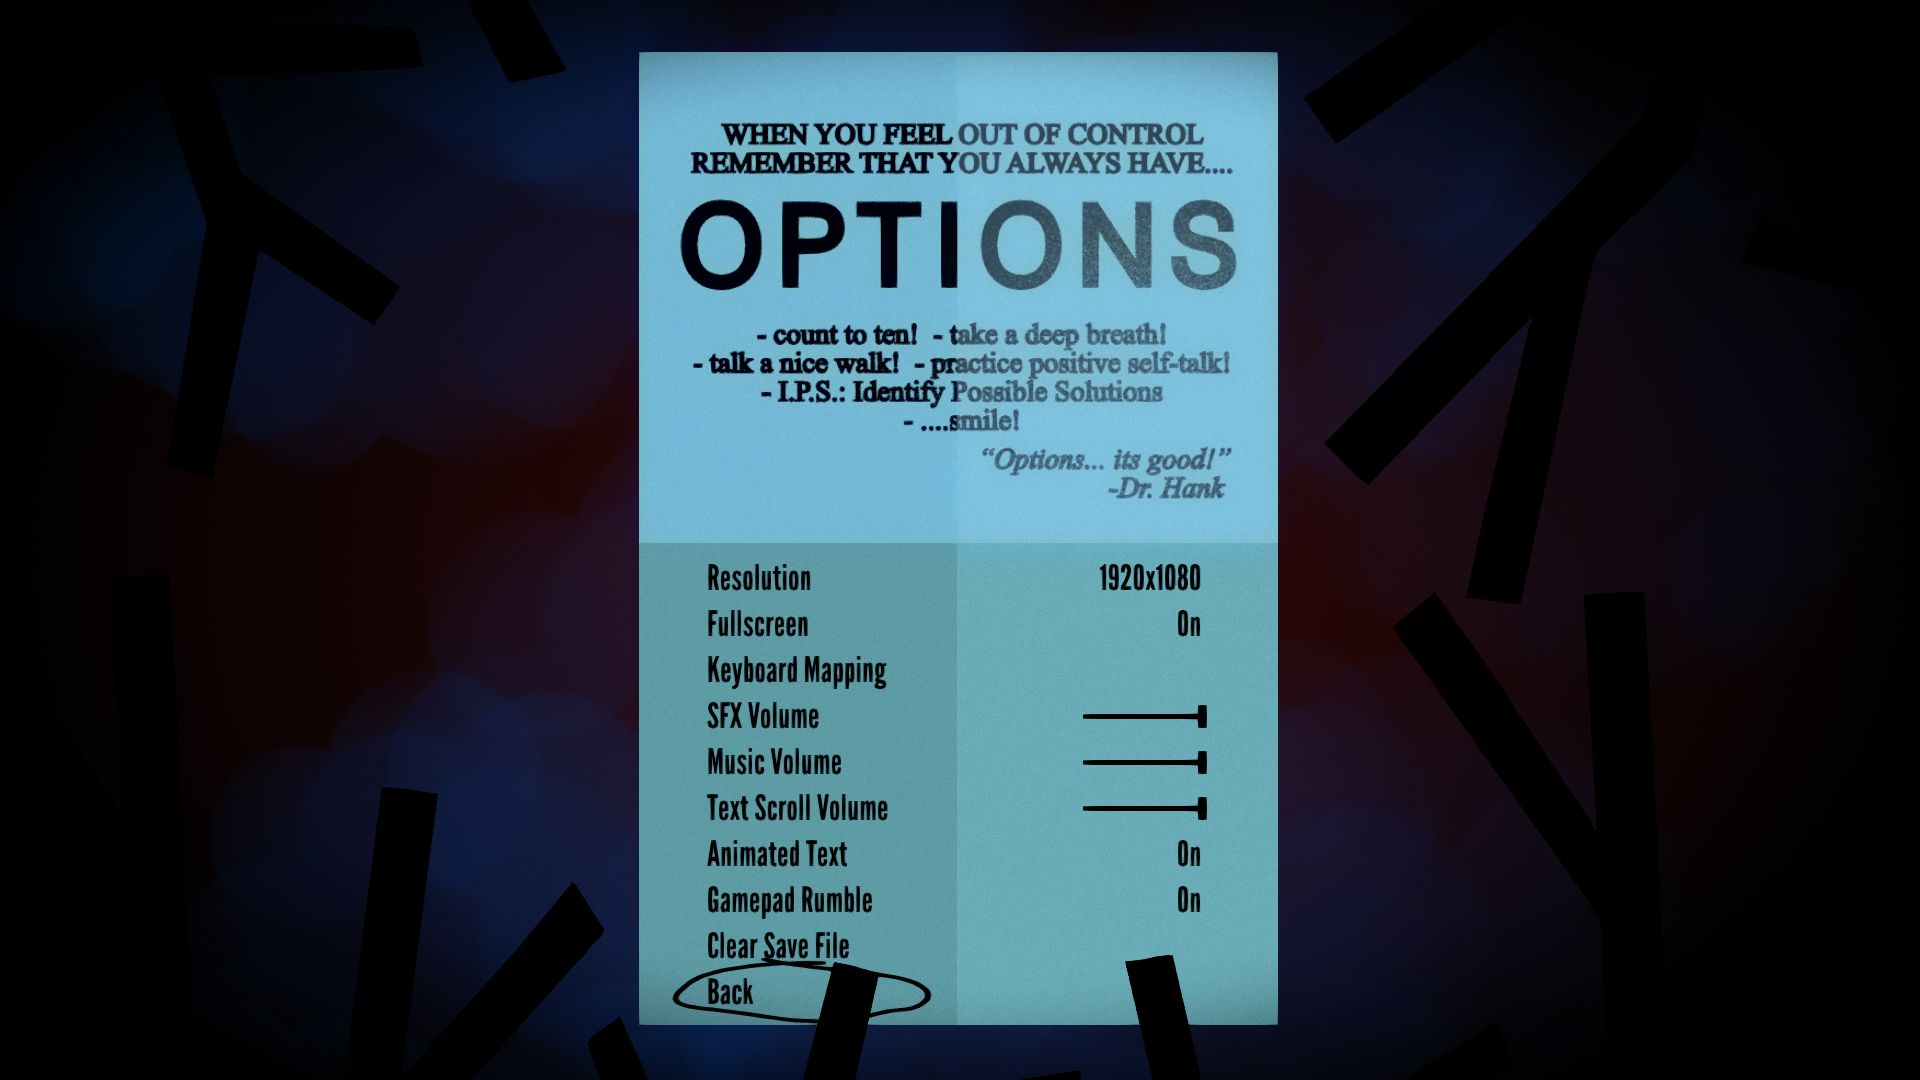 WHEN YOU FEEL OUT OF CONTROL
REMEMBER THAT YOU ALWAYS HAVE....
OPTIONS
- count to ten!  - take a deep breath!
- talk a nice walk!  - practice positive self-talk!
- I.P.S.: Identify Possible Solutions
- ....smile!
“Options... its good!”
-Dr. Hank
Resolution 1920x1080
Fullscreen On
Keyboard Mapping
SFX Volume
Music Volume
Text Scroll Volume
Animated Text On
Gamepad Rumble On
Clear Save File
Back